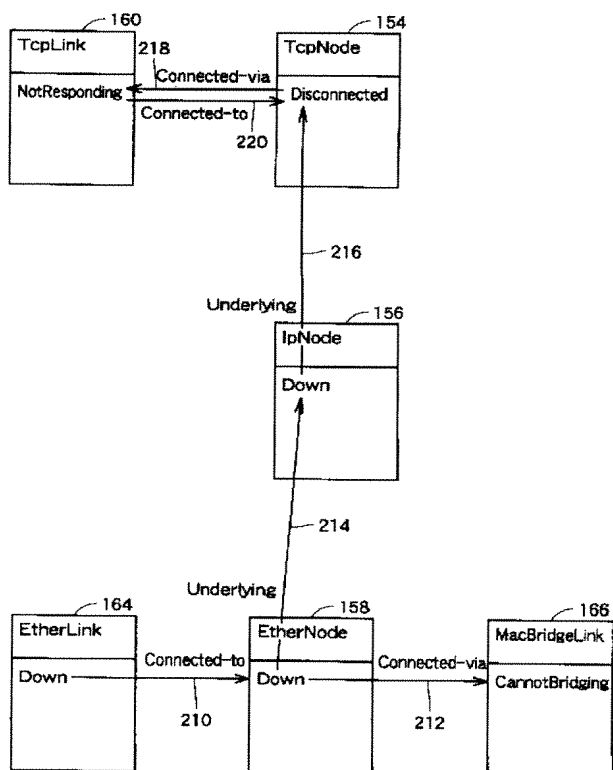 160
154
TcpLink
218
TcpNode
Connected-via
NotResponding
Disconnected
Connected-to
220
216
Underlying
156
IpNode
Down
214
Underlying
164
158
166
EtherLink
EtherNode
MacBridgeLink
Connected-to
Connected-via
Down
Down
CannotBridging
210
212